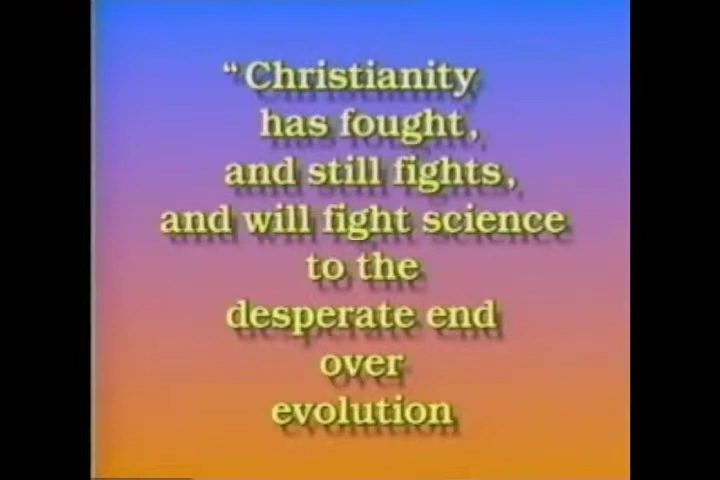 “Christianity
has fought,
and still fights,
and will fight science
to the
desperate end
over
evolution